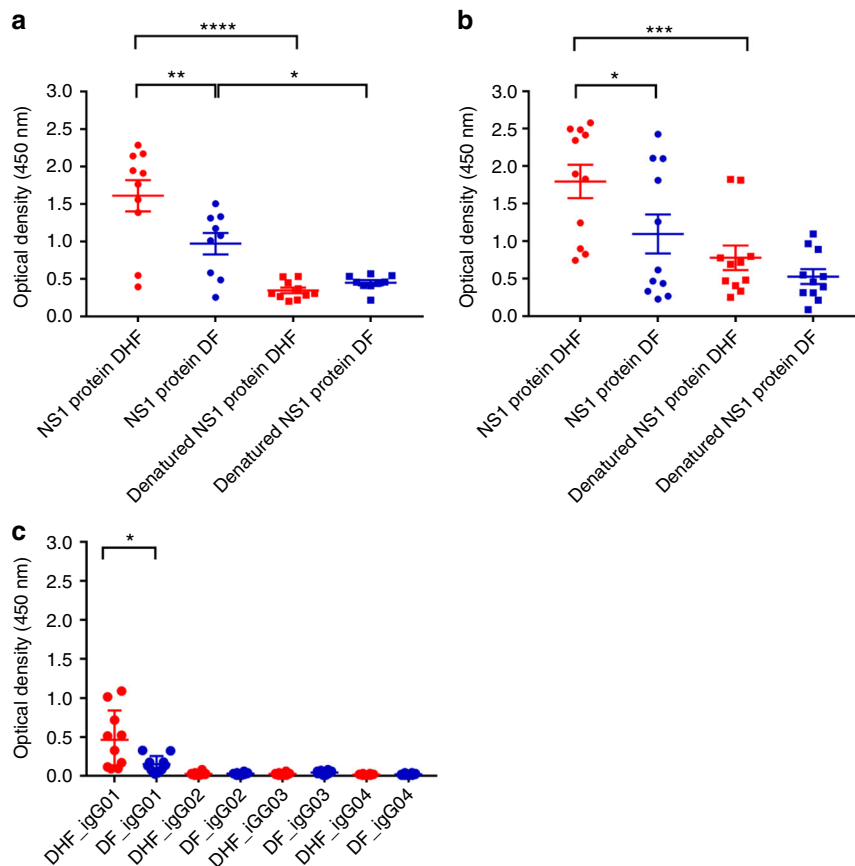 a
****
**
*
Optical density (450 nm)
3.0
2.5
2.0
1.5
1.0
0.5
0.0
NS1 protein DHF
NS1 protein DF
Denatured NS1 protein DHF
Denatured NS1 protein DF
b
***
*
Optical density (450 nm)
3.0
2.5
2.0
1.5
1.0
0.5
0.0
NS1 protein DHF
NS1 protein DF
Denatured NS1 protein DHF
Denatured NS1 protein DF
c
*
Optical density (450 nm)
3.0
2.5
2.0
1.5
1.0
0.5
0.0
DHF_igG01
DF_igG01
DHF_igG02
DF_igG02
DHF_iGG03
DF_igG03
DHF_igG04
DF_igG04